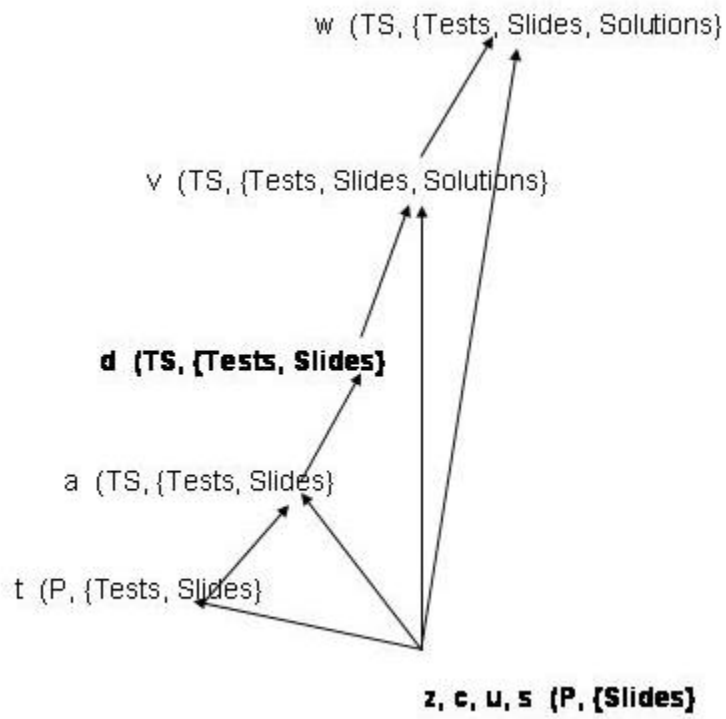 w (TS, {Tests, Slides, Solutions}
v (TS, {Tests, Slides, Solutions}
d (TS, {Tests, Slides}
a (TS, {Tests, Slides}
t (P, {Tests, Slides}
z, c, u, s (P, {Slides}